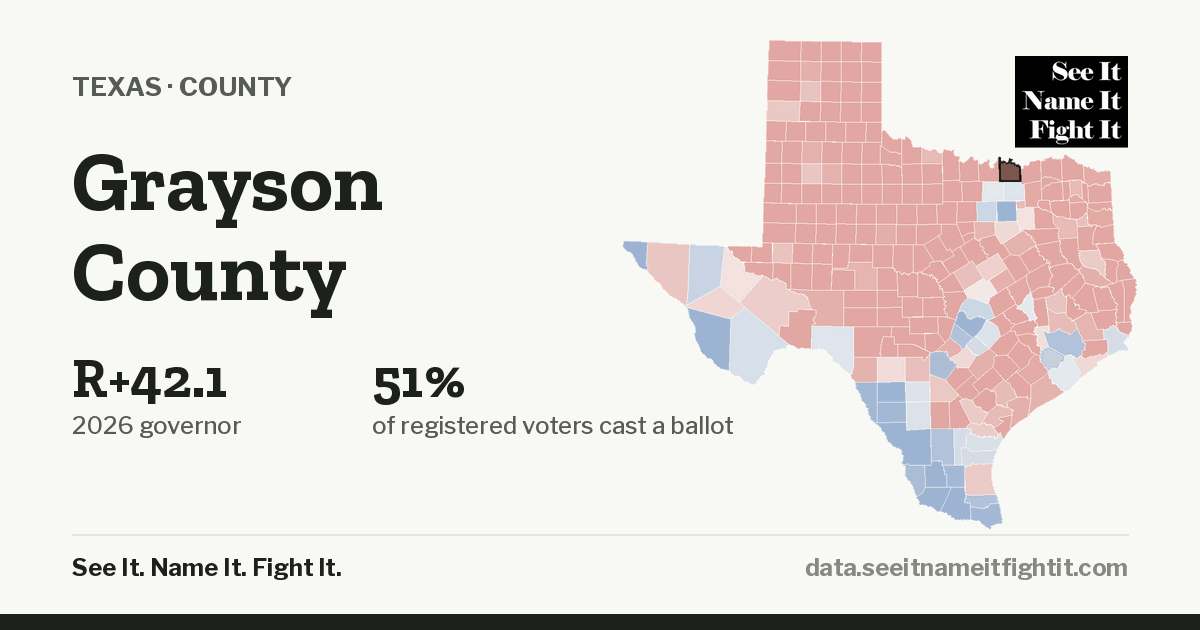 TEXAS · COUNTY
See It
Name It
Fight It
Grayson
County
R+42.1
2026 governor
51%
of registered voters cast a ballot
See It. Name It. Fight It.
data.seeitnameitfightit.com